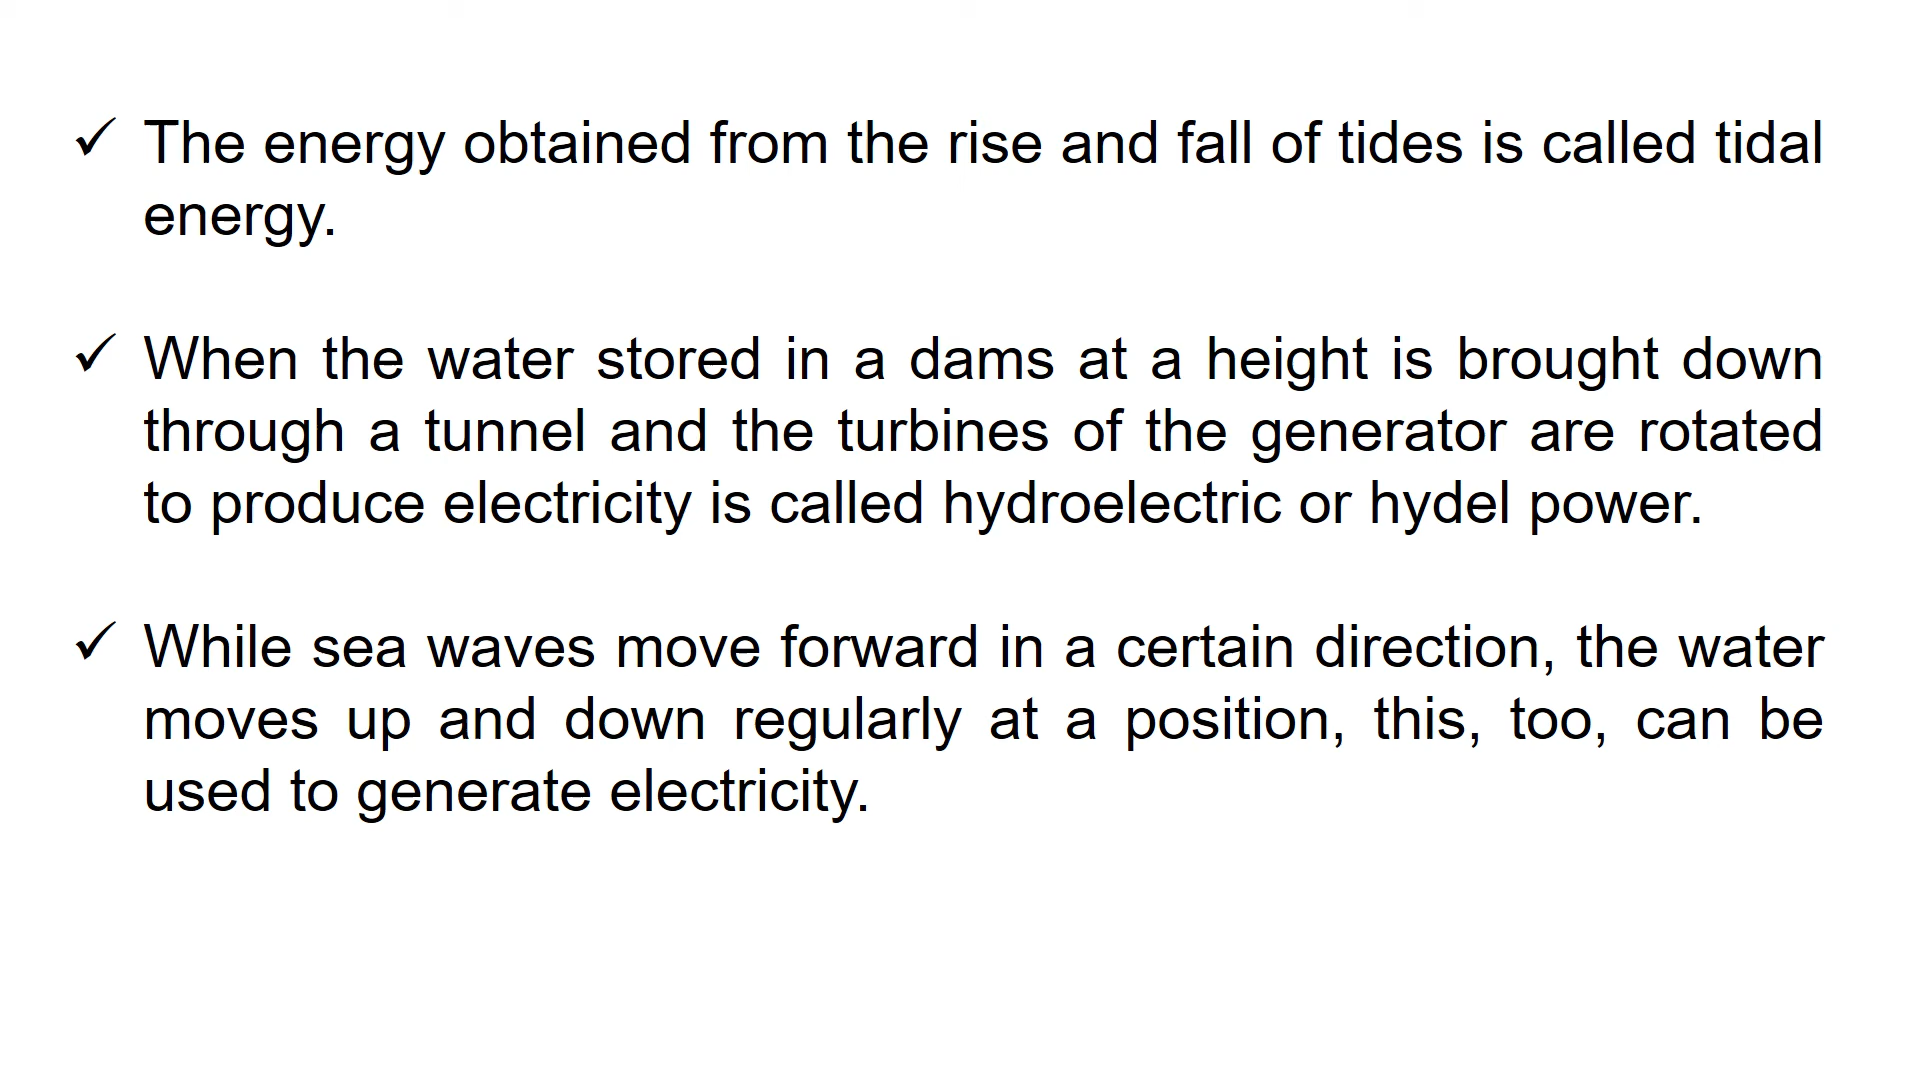 ✓ The energy obtained from the rise and fall of tides is called tidal
energy.
✓ When the water stored in a dams at a height is brought down
through a tunnel and the turbines of the generator are rotated
to produce electricity is called hydroelectric or hydel power.
✓ While sea waves move forward in a certain direction, the water
moves up and down regularly at a position, this, too, can be
used to generate electricity.